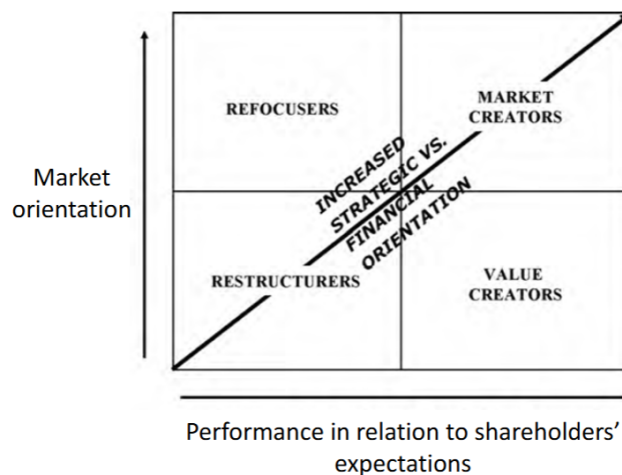 REFOCUSERS
MARKET
CREATORS
INCREASED
STRATEGIC VS.
FINANCIAL
ORIENTATION
Market
orientation
RESTRUCTURERS
VALUE
CREATORS
Performance in relation to shareholders’
expectations